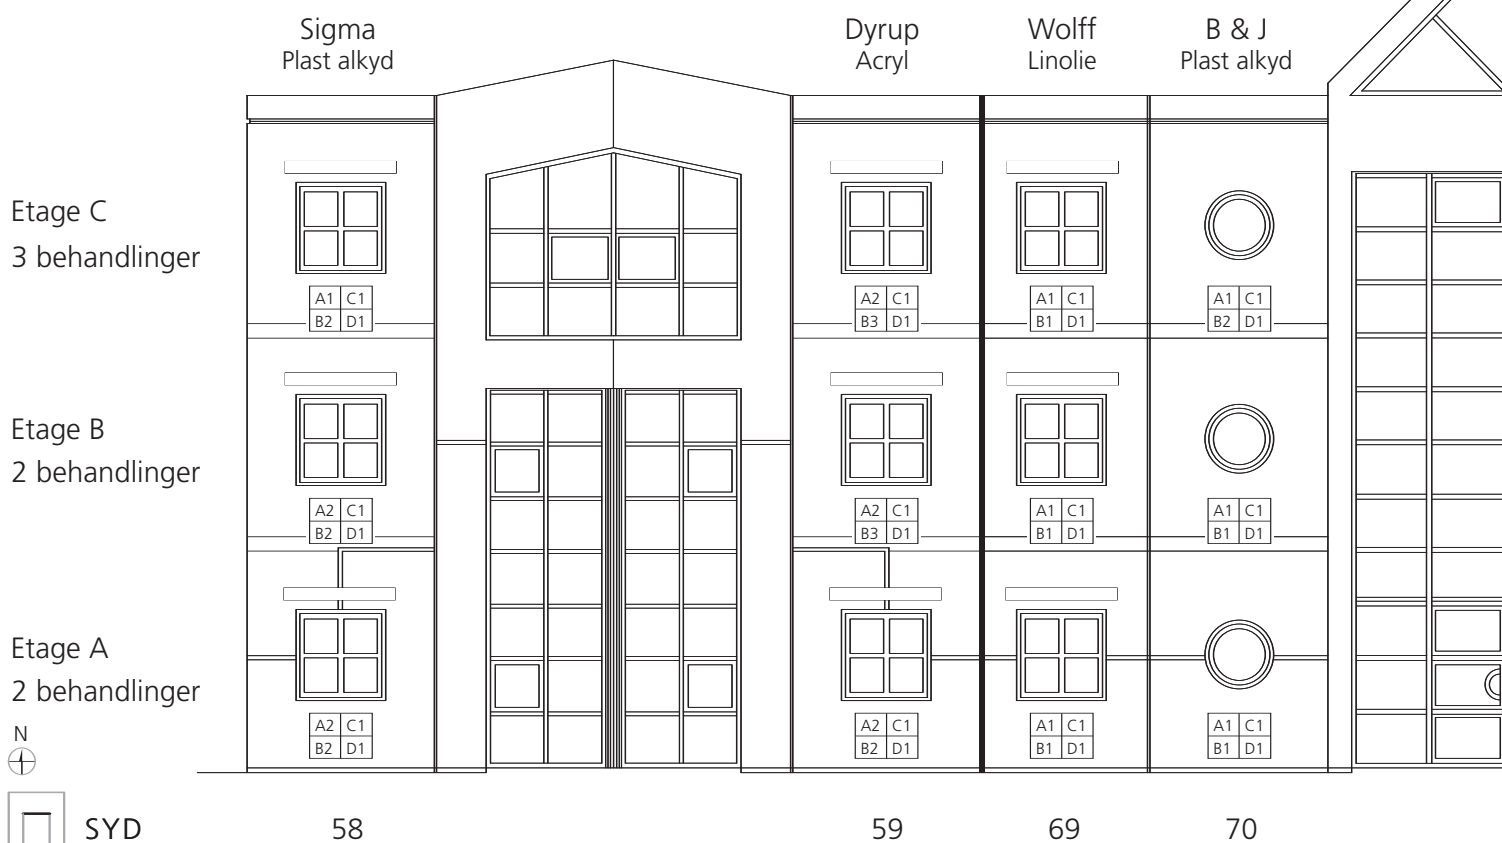 Sigma
Plast alkyd
Dyrup
Acryl
Wolff
Linolie
B & J
Plast alkyd
Etage C
3 behandlinger
A1 C1
B2 D1
A2 C1
B3 D1
A1 C1
B1 D1
A1 C1
B2 D1
Etage B
2 behandlinger
A2 C1
B2 D1
A2 C1
B3 D1
A1 C1
B1 D1
A1 C1
B1 D1
Etage A
2 behandlinger
A2 C1
B2 D1
A2 C1
B2 D1
A1 C1
B1 D1
A1 C1
B1 D1
N
SYD
58
59
69
70